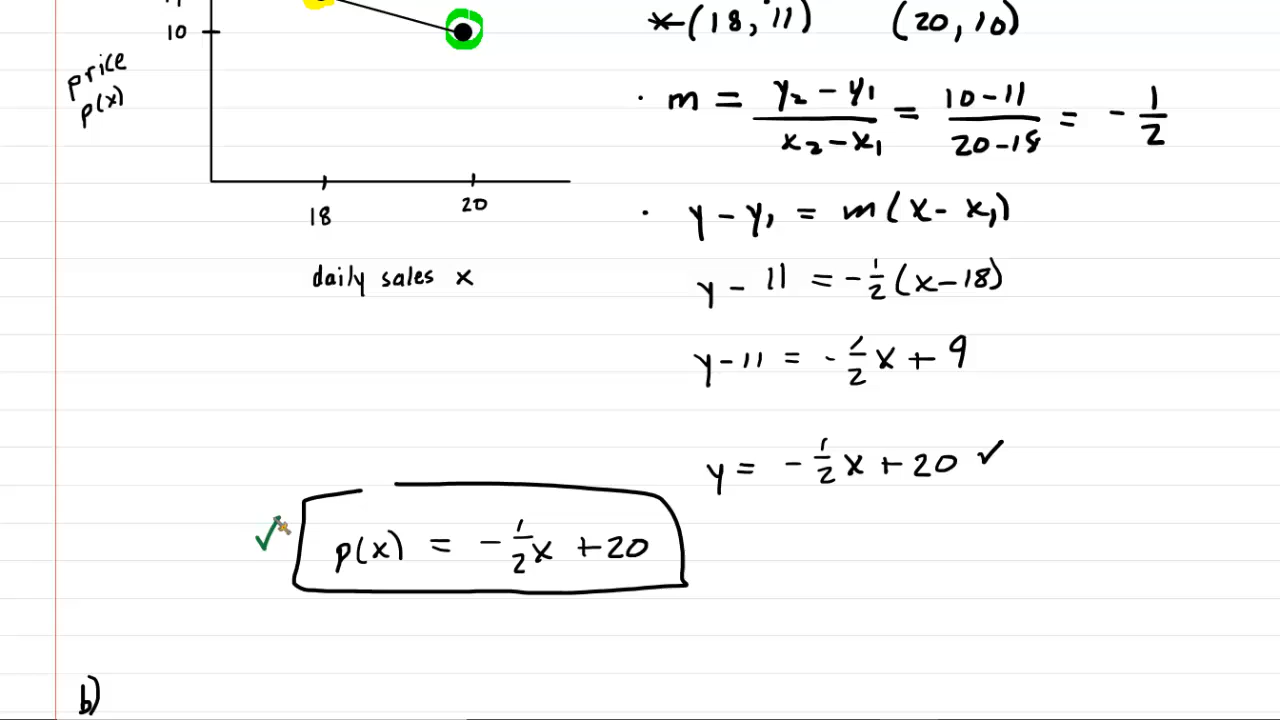 *(18, 11) (20, 10)
10
price
p(x)
· m = y₂ - y₁ / x₂ - x₁ = 10 - 11 / 20 - 18 = - 1/2
18 20
· y - y₁ = m(x - x₁)
daily sales x
y - 11 = - 1/2 (x - 18)
y - 11 = - 1/2 x + 9
y = - 1/2 x + 20 ✓
✓ p(x) = - 1/2 x + 20
b)